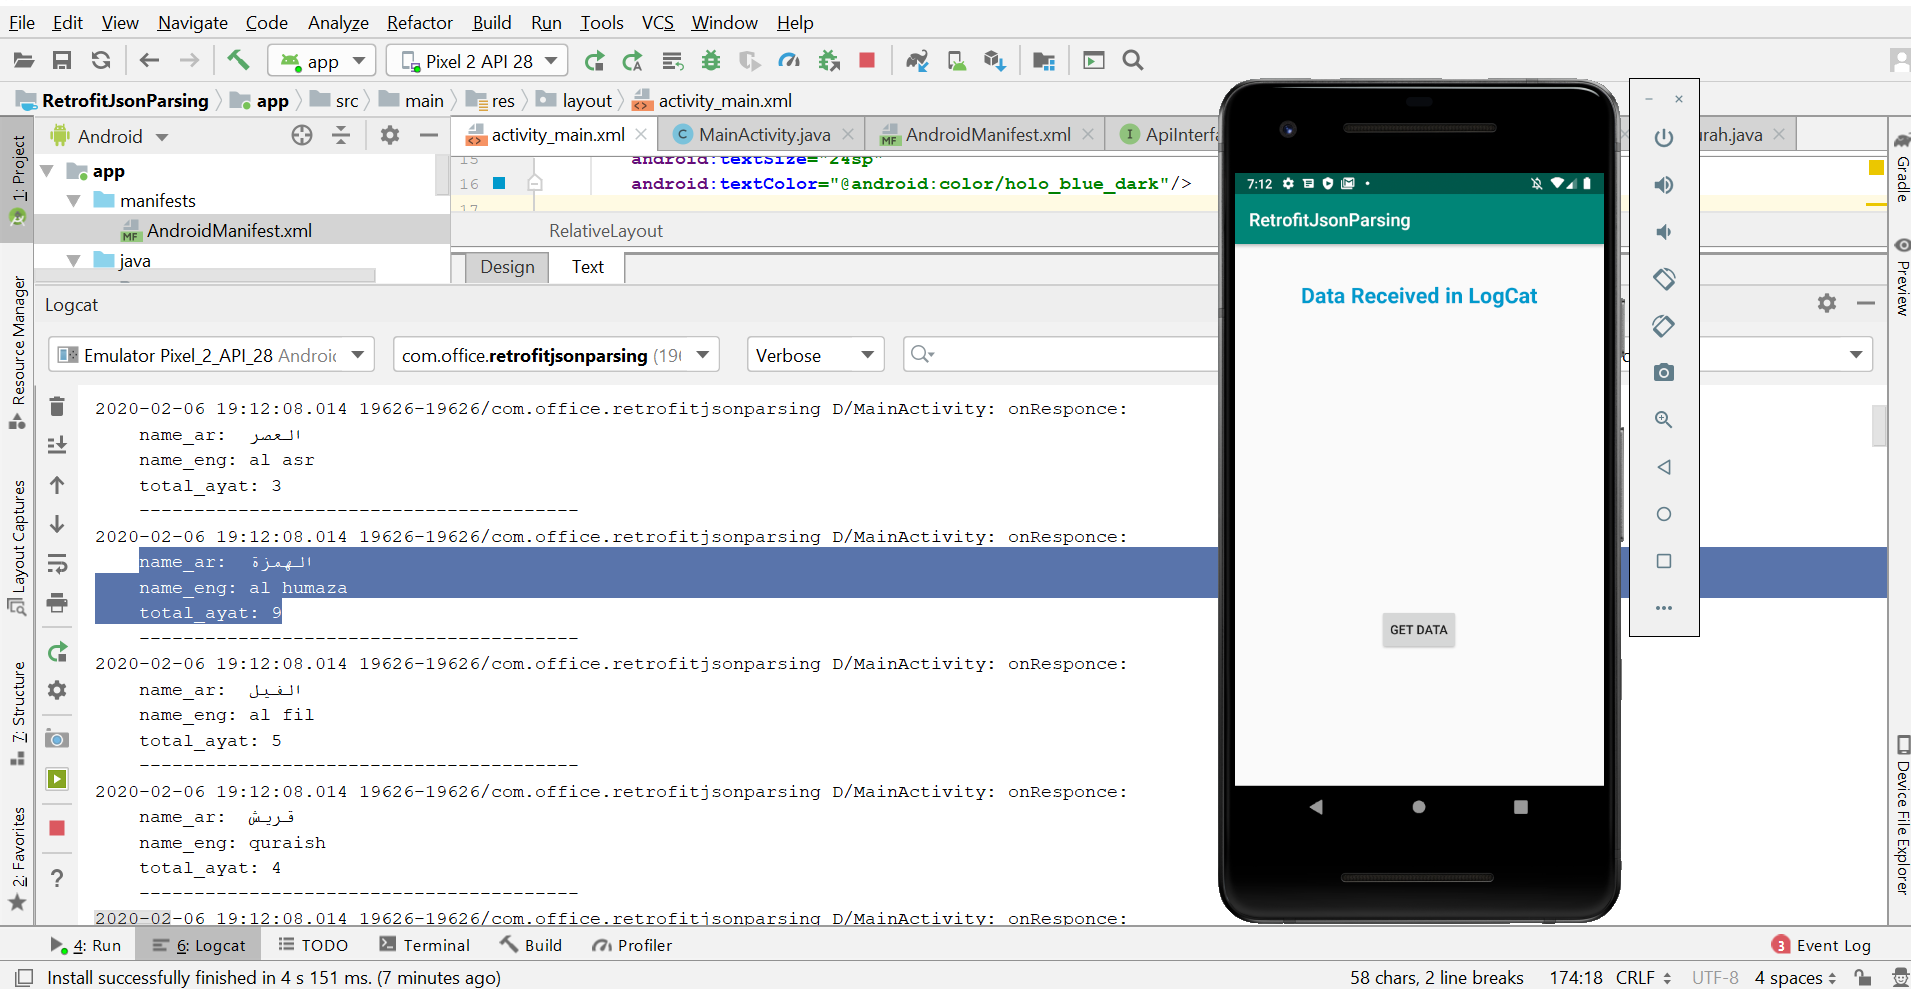 File Edit View Navigate Code Analyze Refactor Build Run Tools VCS Window Help
app Pixel 2 API 28
RetrofitJsonParsing app src main res layout activity_main.xml
Android activity_main.xml MainActivity.java AndroidManifest.xml ApiInterfa urah.java
app
manifests
AndroidManifest.xml
java
15 android:textSize="24sp"
16 android:textColor="@android:color/holo_blue_dark"/>
17
RelativeLayout
Design Text
Logcat
Emulator Pixel_2_API_28 Androic com.office.retrofitjsonparsing (19 Verbose
2020-02-06 19:12:08.014 19626-19626/com.office.retrofitjsonparsing D/MainActivity: onResponce:
name_ar: العصر
name_eng: al asr
total_ayat: 3
----------------------------------------
2020-02-06 19:12:08.014 19626-19626/com.office.retrofitjsonparsing D/MainActivity: onResponce:
name_ar: الهمزة
name_eng: al humaza
total_ayat: 9
----------------------------------------
2020-02-06 19:12:08.014 19626-19626/com.office.retrofitjsonparsing D/MainActivity: onResponce:
name_ar: الفيل
name_eng: al fil
total_ayat: 5
----------------------------------------
2020-02-06 19:12:08.014 19626-19626/com.office.retrofitjsonparsing D/MainActivity: onResponce:
name_ar: قريش
name_eng: quraish
total_ayat: 4
----------------------------------------
2020-02-06 19:12:08.014 19626-19626/com.office.retrofitjsonparsing D/MainActivity: onResponce:
7:12
RetrofitJsonParsing
Data Received in LogCat
GET DATA
1: Project
Resource Manager
Layout Captures
7: Structure
2: Favorites
Gradle
Preview
Device File Explorer
4: Run 6: Logcat TODO Terminal Build Profiler 3 Event Log
Install successfully finished in 4 s 151 ms. (7 minutes ago) 58 chars, 2 line breaks 174:18 CRLF UTF-8 4 spaces